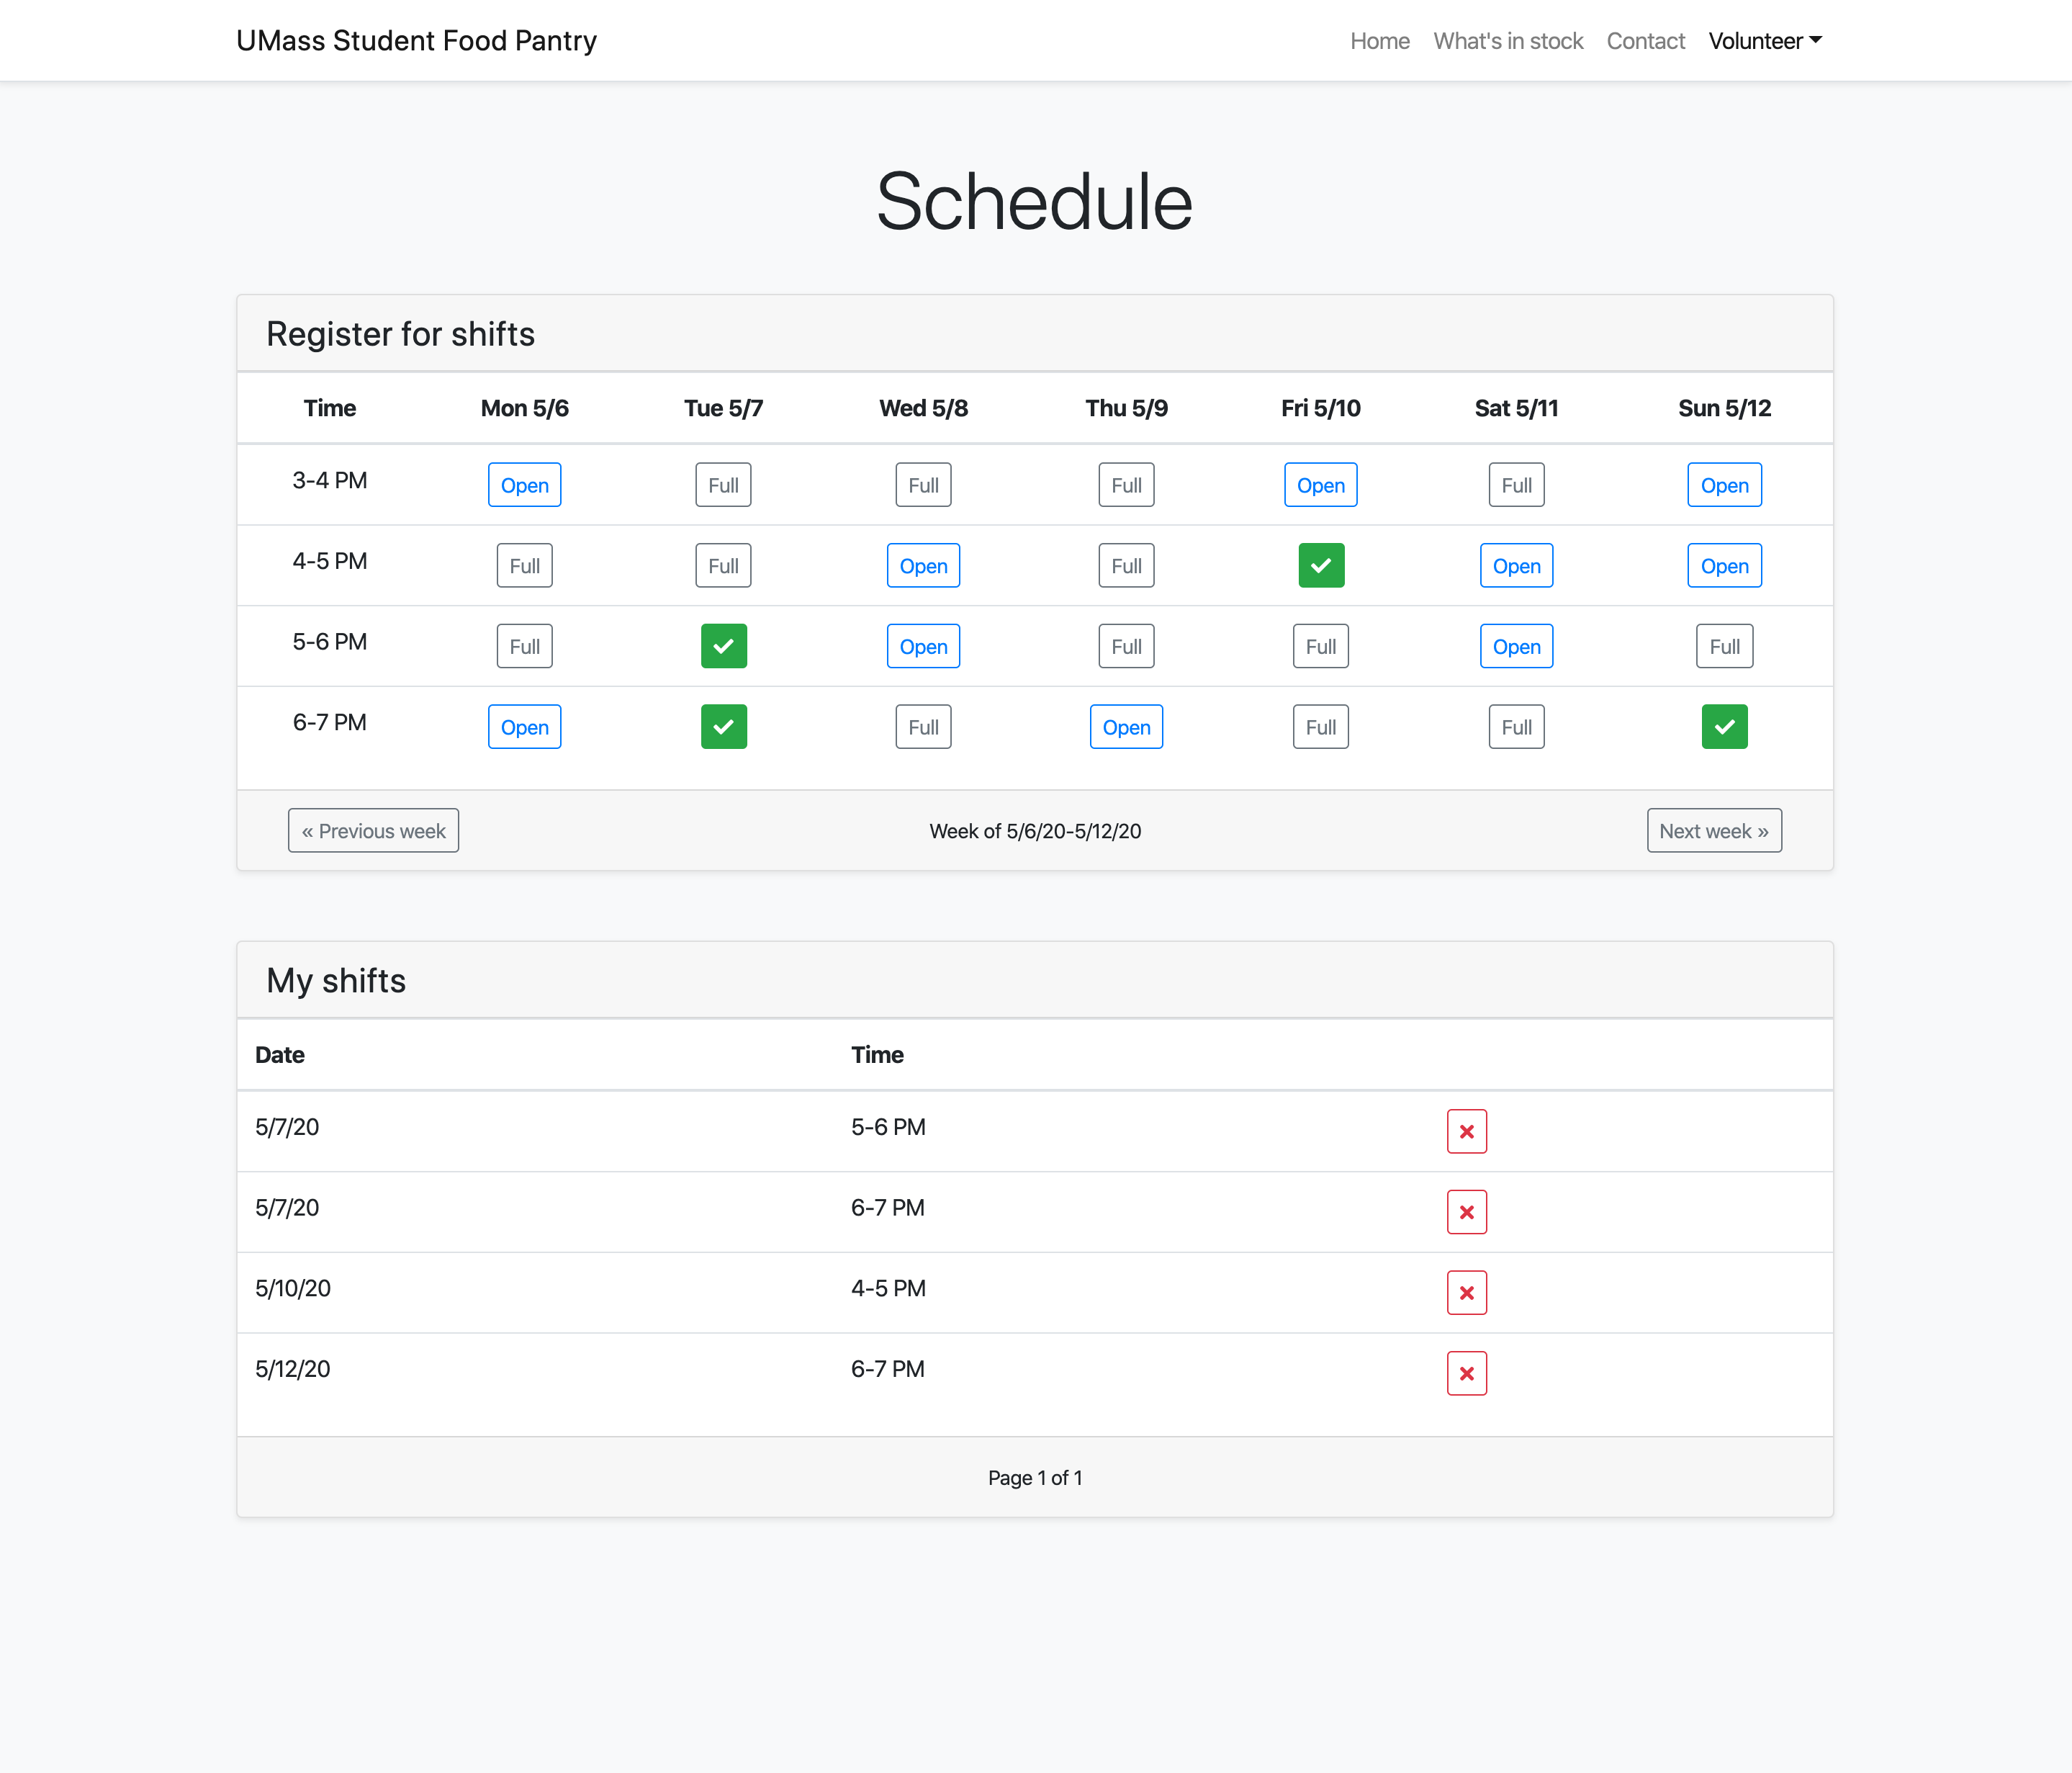 UMass Student Food Pantry Home What's in stock Contact Volunteer
Schedule
Register for shifts
Time Mon 5/6 Tue 5/7 Wed 5/8 Thu 5/9 Fri 5/10 Sat 5/11 Sun 5/12
3-4 PM Open Full Full Full Open Full Open
4-5 PM Full Full Open Full Open Open
5-6 PM Full Open Full Full Open Full
6-7 PM Open Full Open Full Full
« Previous week Week of 5/6/20-5/12/20 Next week »
My shifts
Date Time
5/7/20 5-6 PM
5/7/20 6-7 PM
5/10/20 4-5 PM
5/12/20 6-7 PM
Page 1 of 1